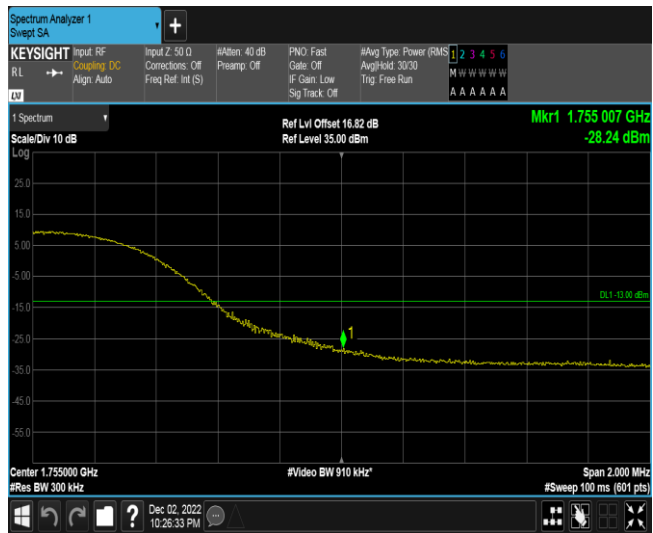 Spectrum Analyzer 1
Swept SA
+
KEYSIGHT
RL
Input: RF
Coupling: DC
Align: Auto
Input Z: 50 Ω
Corrections: Off
Freq Ref: Int (S)
#Atten: 40 dB
Preamp: Off
PNO: Fast
Gate: Off
IF Gain: Low
Sig Track: Off
#Avg Type: Power (RMS
Avg|Hold: 30/30
Trig: Free Run
1 2 3 4 5 6
M W W W W W
A A A A A A
LXI
1 Spectrum
Scale/Div 10 dB
Log
Ref Lvl Offset 16.82 dB
Ref Level 35.00 dBm
Mkr1 1.755 007 GHz
-28.24 dBm
25.0
15.0
5.00
-5.00
DL1 -13.00 dBm
-15.0
1
-25.0
-35.0
-45.0
-55.0
Center 1.755000 GHz
#Res BW 300 kHz
#Video BW 910 kHz*
Span 2.000 MHz
#Sweep 100 ms (601 pts)
?
Dec 02, 2022
10:26:33 PM